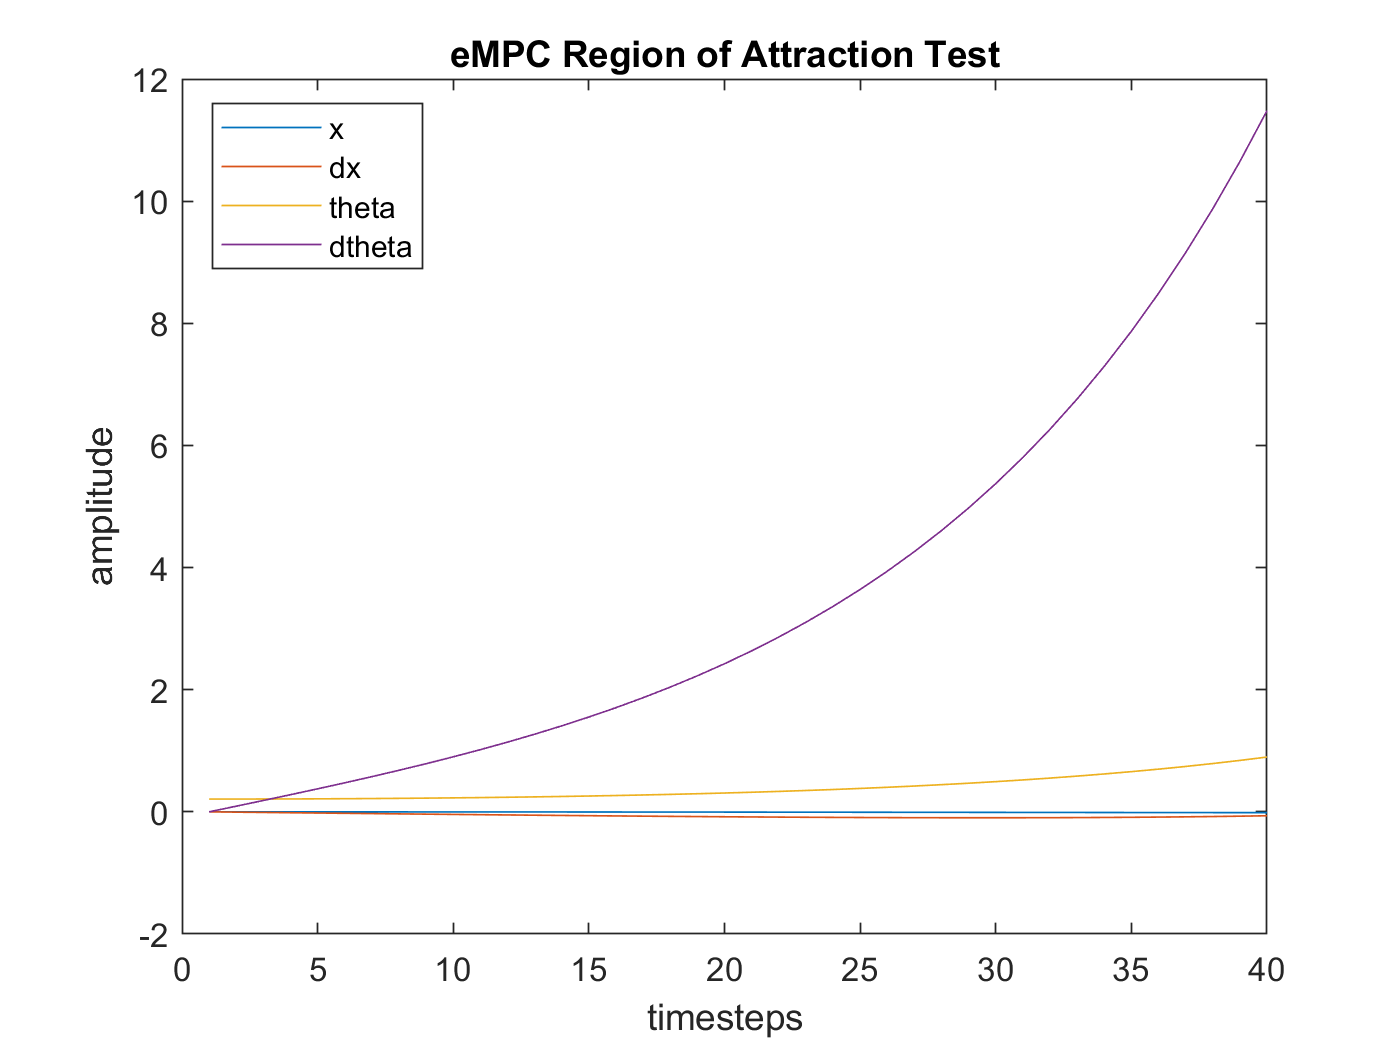 eMPC Region of Attraction Test
12
10
8
6
4
2
0
-2
x
dx
theta
dtheta
amplitude
0 5 10 15 20 25 30 35 40
timesteps